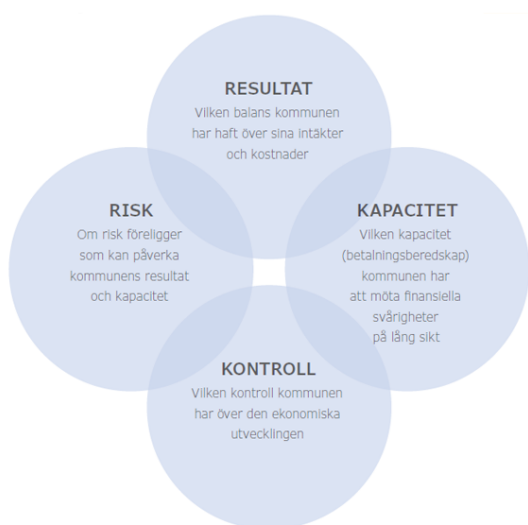 RESULTAT
Vilken balans kommunen
har haft över sina intäkter
och kostnader
RISK
Om risk föreligger
som kan påverka
kommunens resultat
och kapacitet
KAPACITET
Vilken kapacitet
(betalningsberedskap)
kommunen har
att möta finansiella
svårigheter
på lång sikt
KONTROLL
Vilken kontroll kommunen
har över den ekonomiska
utvecklingen